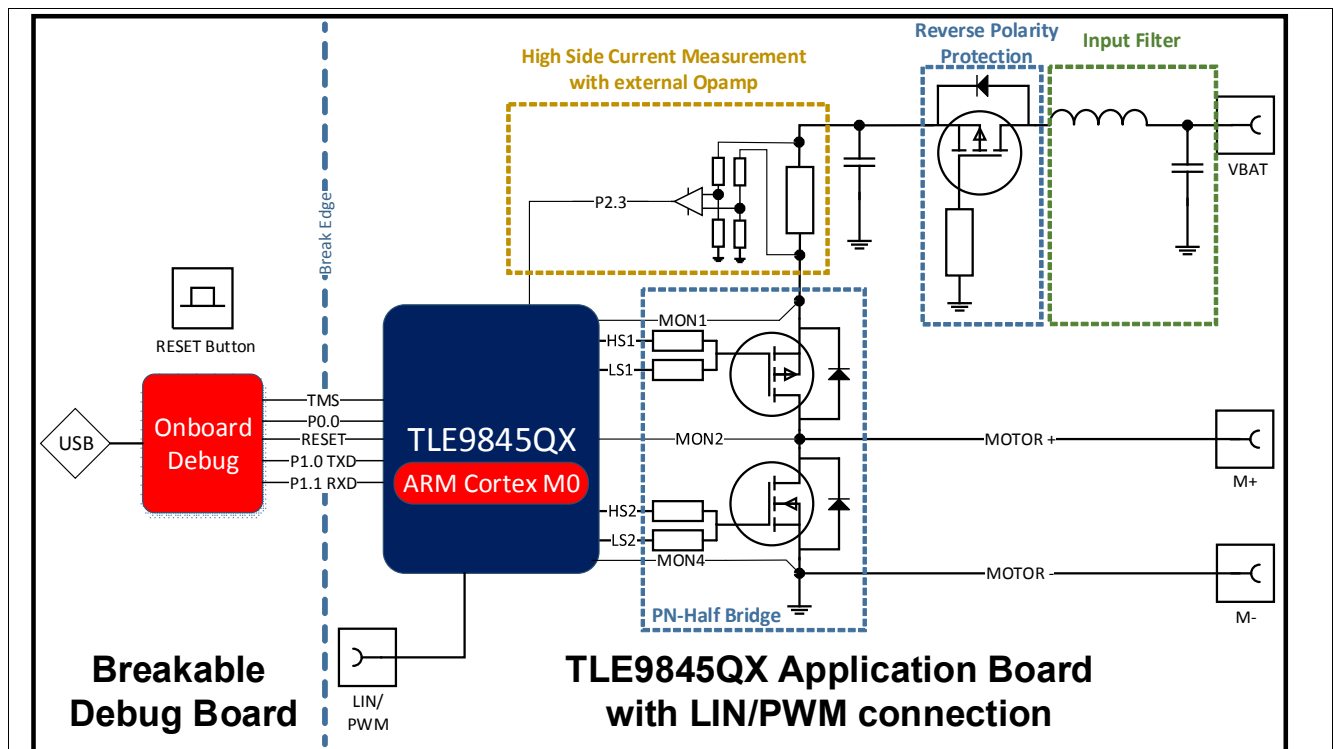 Reverse Polarity
Protection
Input Filter
High Side Current Measurement
with external Opamp
VBAT
P2.3
Break Edge
RESET Button
MON1
HS1
LS1
TMS
P0.0
RESET
P1.0 TXD
P1.1 RXD
USB
Onboard
Debug
TLE9845QX
ARM Cortex M0
MON2
MOTOR +
M+
HS2
LS2
MON4
MOTOR -
M-
PN-Half Bridge
LIN/
PWM
Breakable
Debug Board
TLE9845QX Application Board
with LIN/PWM connection